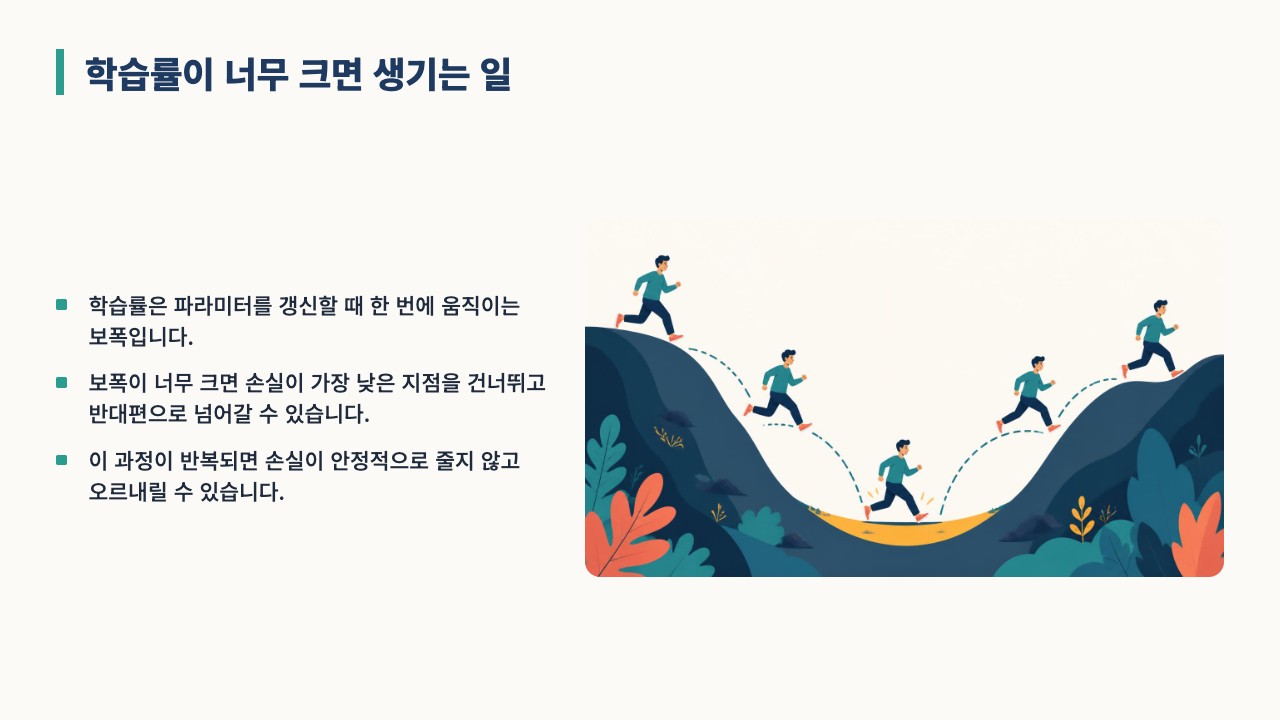 학습률이 너무 크면 생기는 일
학습률은 파라미터를 갱신할 때 한 번에 움직이는
보폭입니다.
보폭이 너무 크면 손실이 가장 낮은 지점을 건너뛰고
반대편으로 넘어갈 수 있습니다.
이 과정이 반복되면 손실이 안정적으로 줄지 않고
오르내릴 수 있습니다.